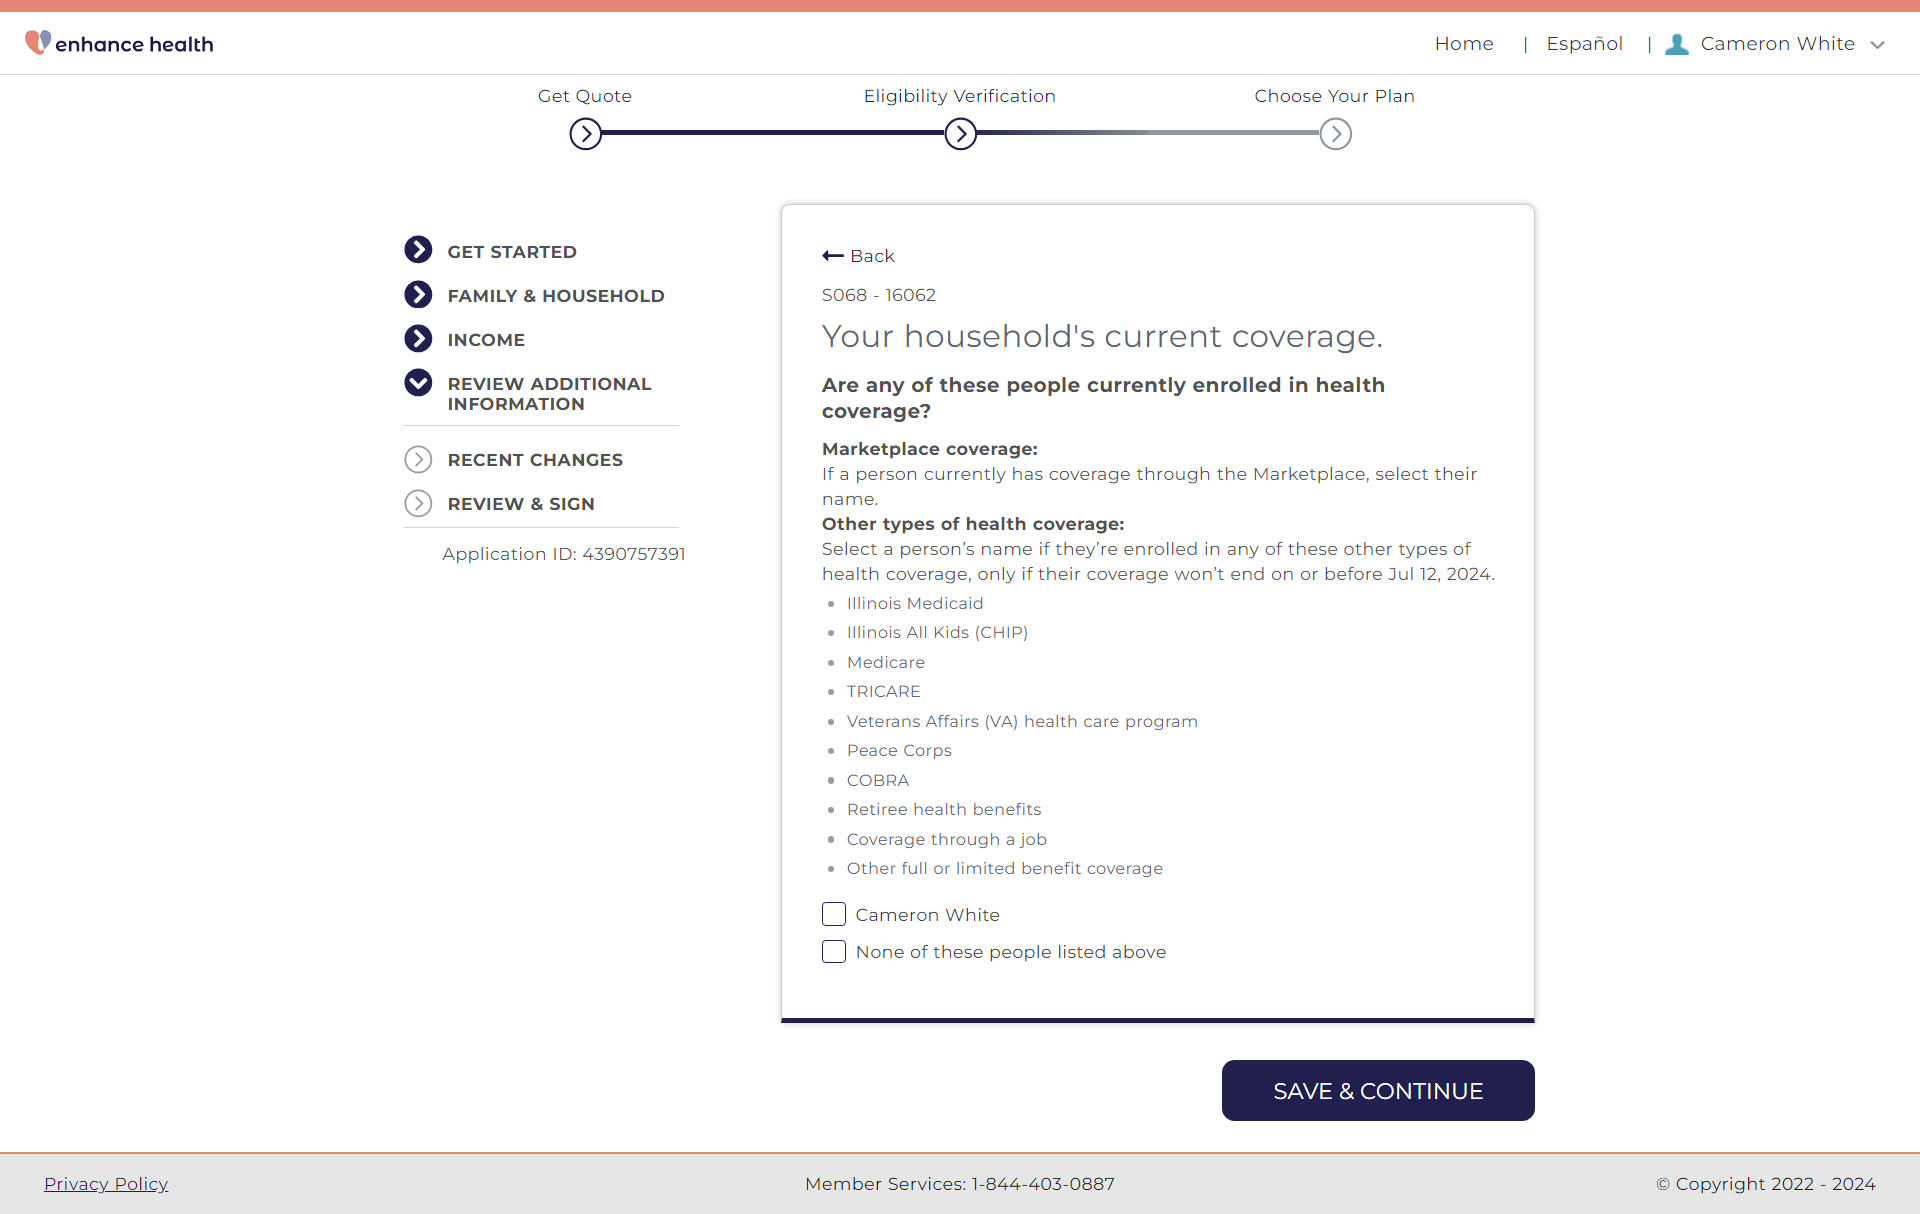 enhance health
Home | Español | Cameron White
Get Quote
Eligibility Verification
Choose Your Plan
GET STARTED
FAMILY & HOUSEHOLD
INCOME
REVIEW ADDITIONAL
INFORMATION
RECENT CHANGES
REVIEW & SIGN
Application ID: 4390757391
Back
S068 - 16062
Your household's current coverage.
Are any of these people currently enrolled in health
coverage?
Marketplace coverage:
If a person currently has coverage through the Marketplace, select their
name.
Other types of health coverage:
Select a person’s name if they’re enrolled in any of these other types of
health coverage, only if their coverage won’t end on or before Jul 12, 2024.
Illinois Medicaid
Illinois All Kids (CHIP)
Medicare
TRICARE
Veterans Affairs (VA) health care program
Peace Corps
COBRA
Retiree health benefits
Coverage through a job
Other full or limited benefit coverage
Cameron White
None of these people listed above
SAVE & CONTINUE
Privacy Policy
Member Services: 1-844-403-0887
© Copyright 2022 - 2024